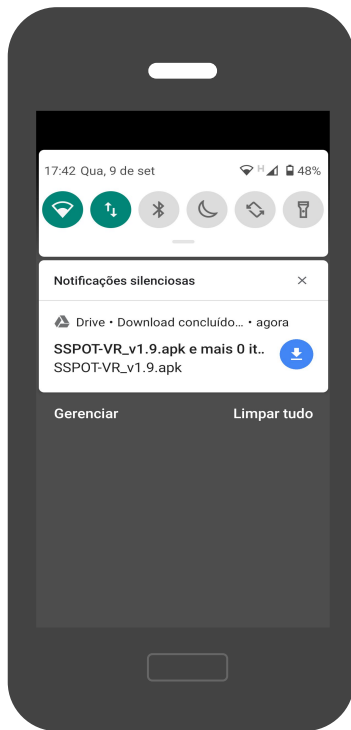 17:42 Qua, 9 de set H 48%
Notificações silenciosas
Drive • Download concluído... • agora
SSPOT-VR_v1.9.apk e mais 0 it..
SSPOT-VR_v1.9.apk
Gerenciar Limpar tudo